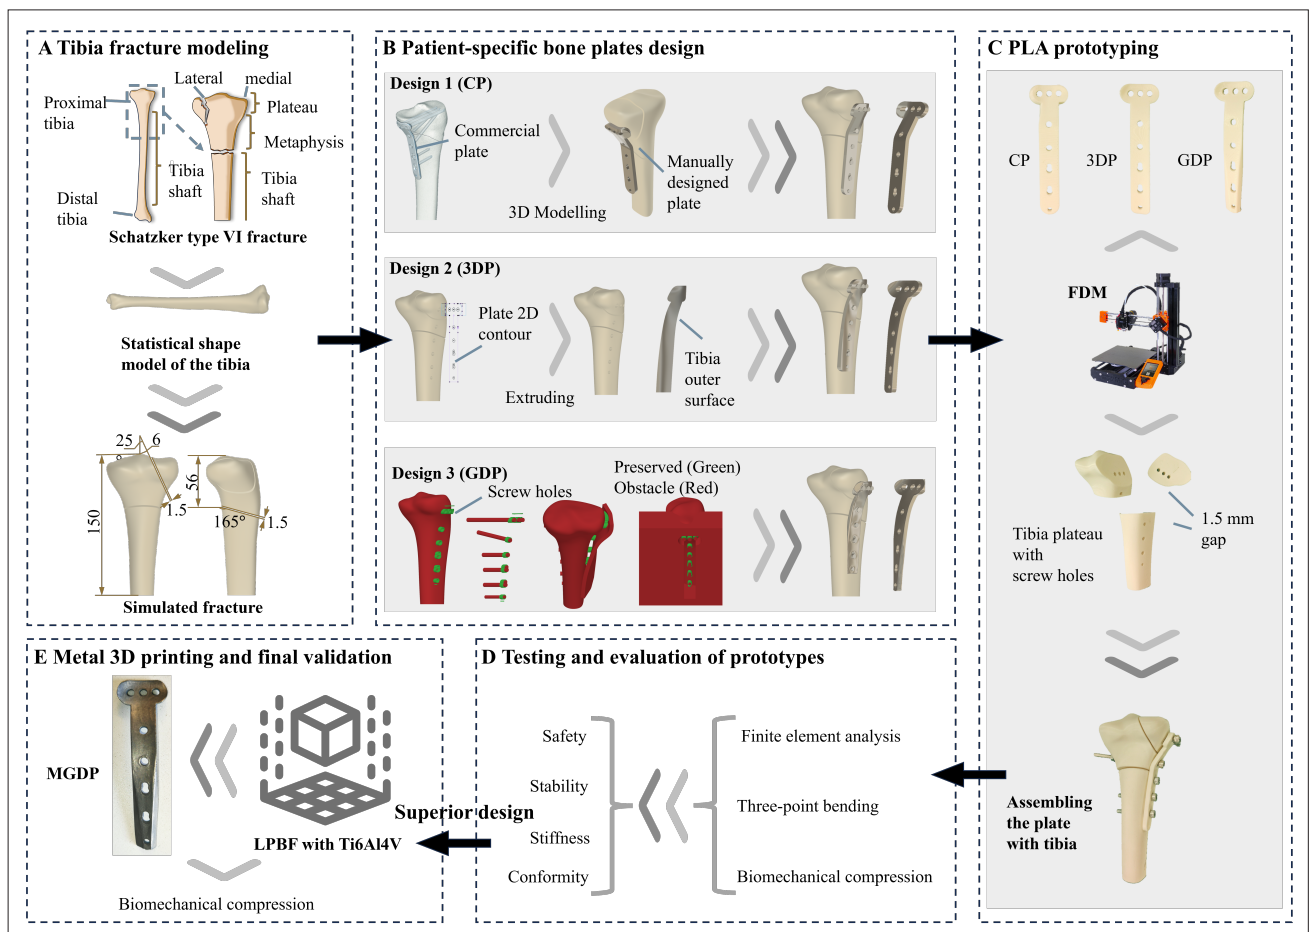 A Tibia fracture modeling
Lateral
medial
Proximal
tibia
Plateau
Metaphysis
Tibia
shaft
Tibia
shaft
Distal
tibia
Schatzker type VI fracture
Statistical shape
model of the tibia
25
6
150
1.5
56
165°
1.5
Simulated fracture
B Patient-specific bone plates design
Design 1 (CP)
Commercial
plate
3D Modelling
Manually
designed
plate
Design 2 (3DP)
Plate 2D
contour
Extruding
Tibia
outer
surface
Design 3 (GDP)
Screw holes
Preserved (Green)
Obstacle (Red)
C PLA prototyping
CP
3DP
GDP
FDM
1.5 mm
gap
Tibia plateau
with
screw holes
Assembling
the plate
with tibia
D Testing and evaluation of prototypes
Safety
Stability
Stiffness
Conformity
Finite element analysis
Three-point bending
Biomechanical compression
Superior design
E Metal 3D printing and final validation
MGDP
LPBF with Ti6Al4V
Biomechanical compression